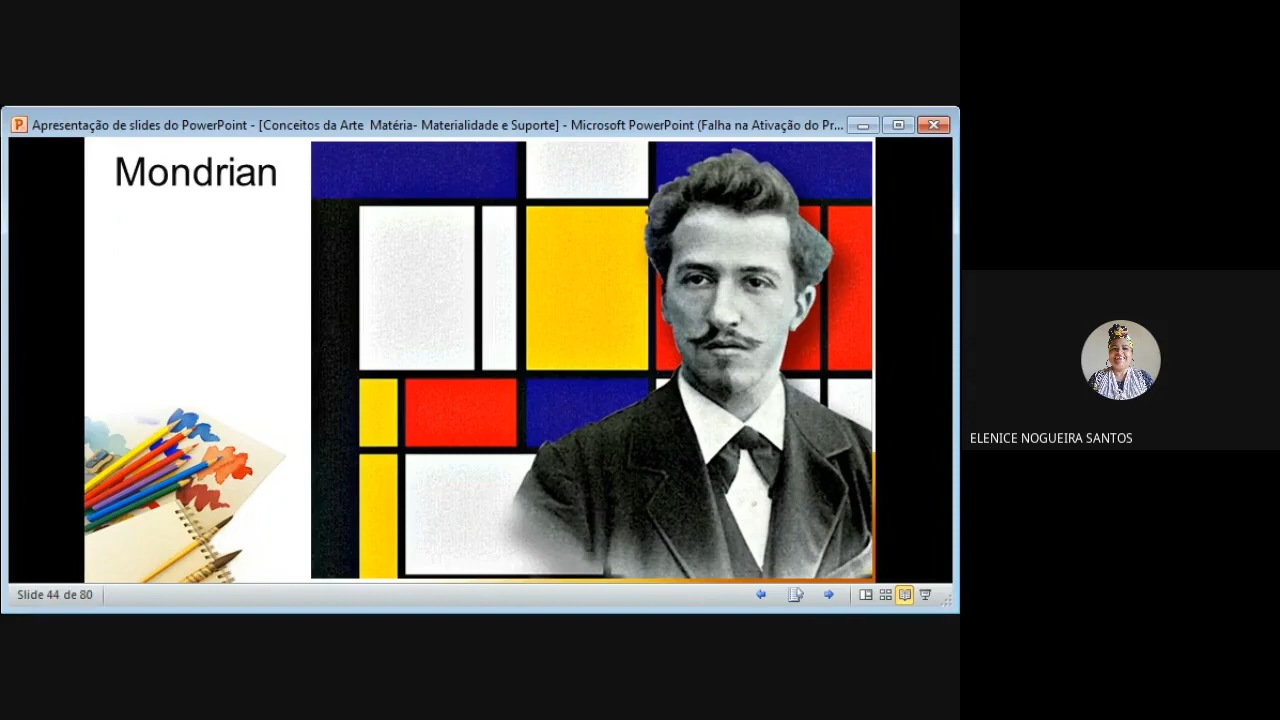 Apresentação de slides do PowerPoint - [Conceitos da Arte  Matéria- Materialidade e Suporte] - Microsoft PowerPoint (Falha na Ativação do Pr...
Mondrian
ELENICE NOGUEIRA SANTOS
Slide 44 de 80